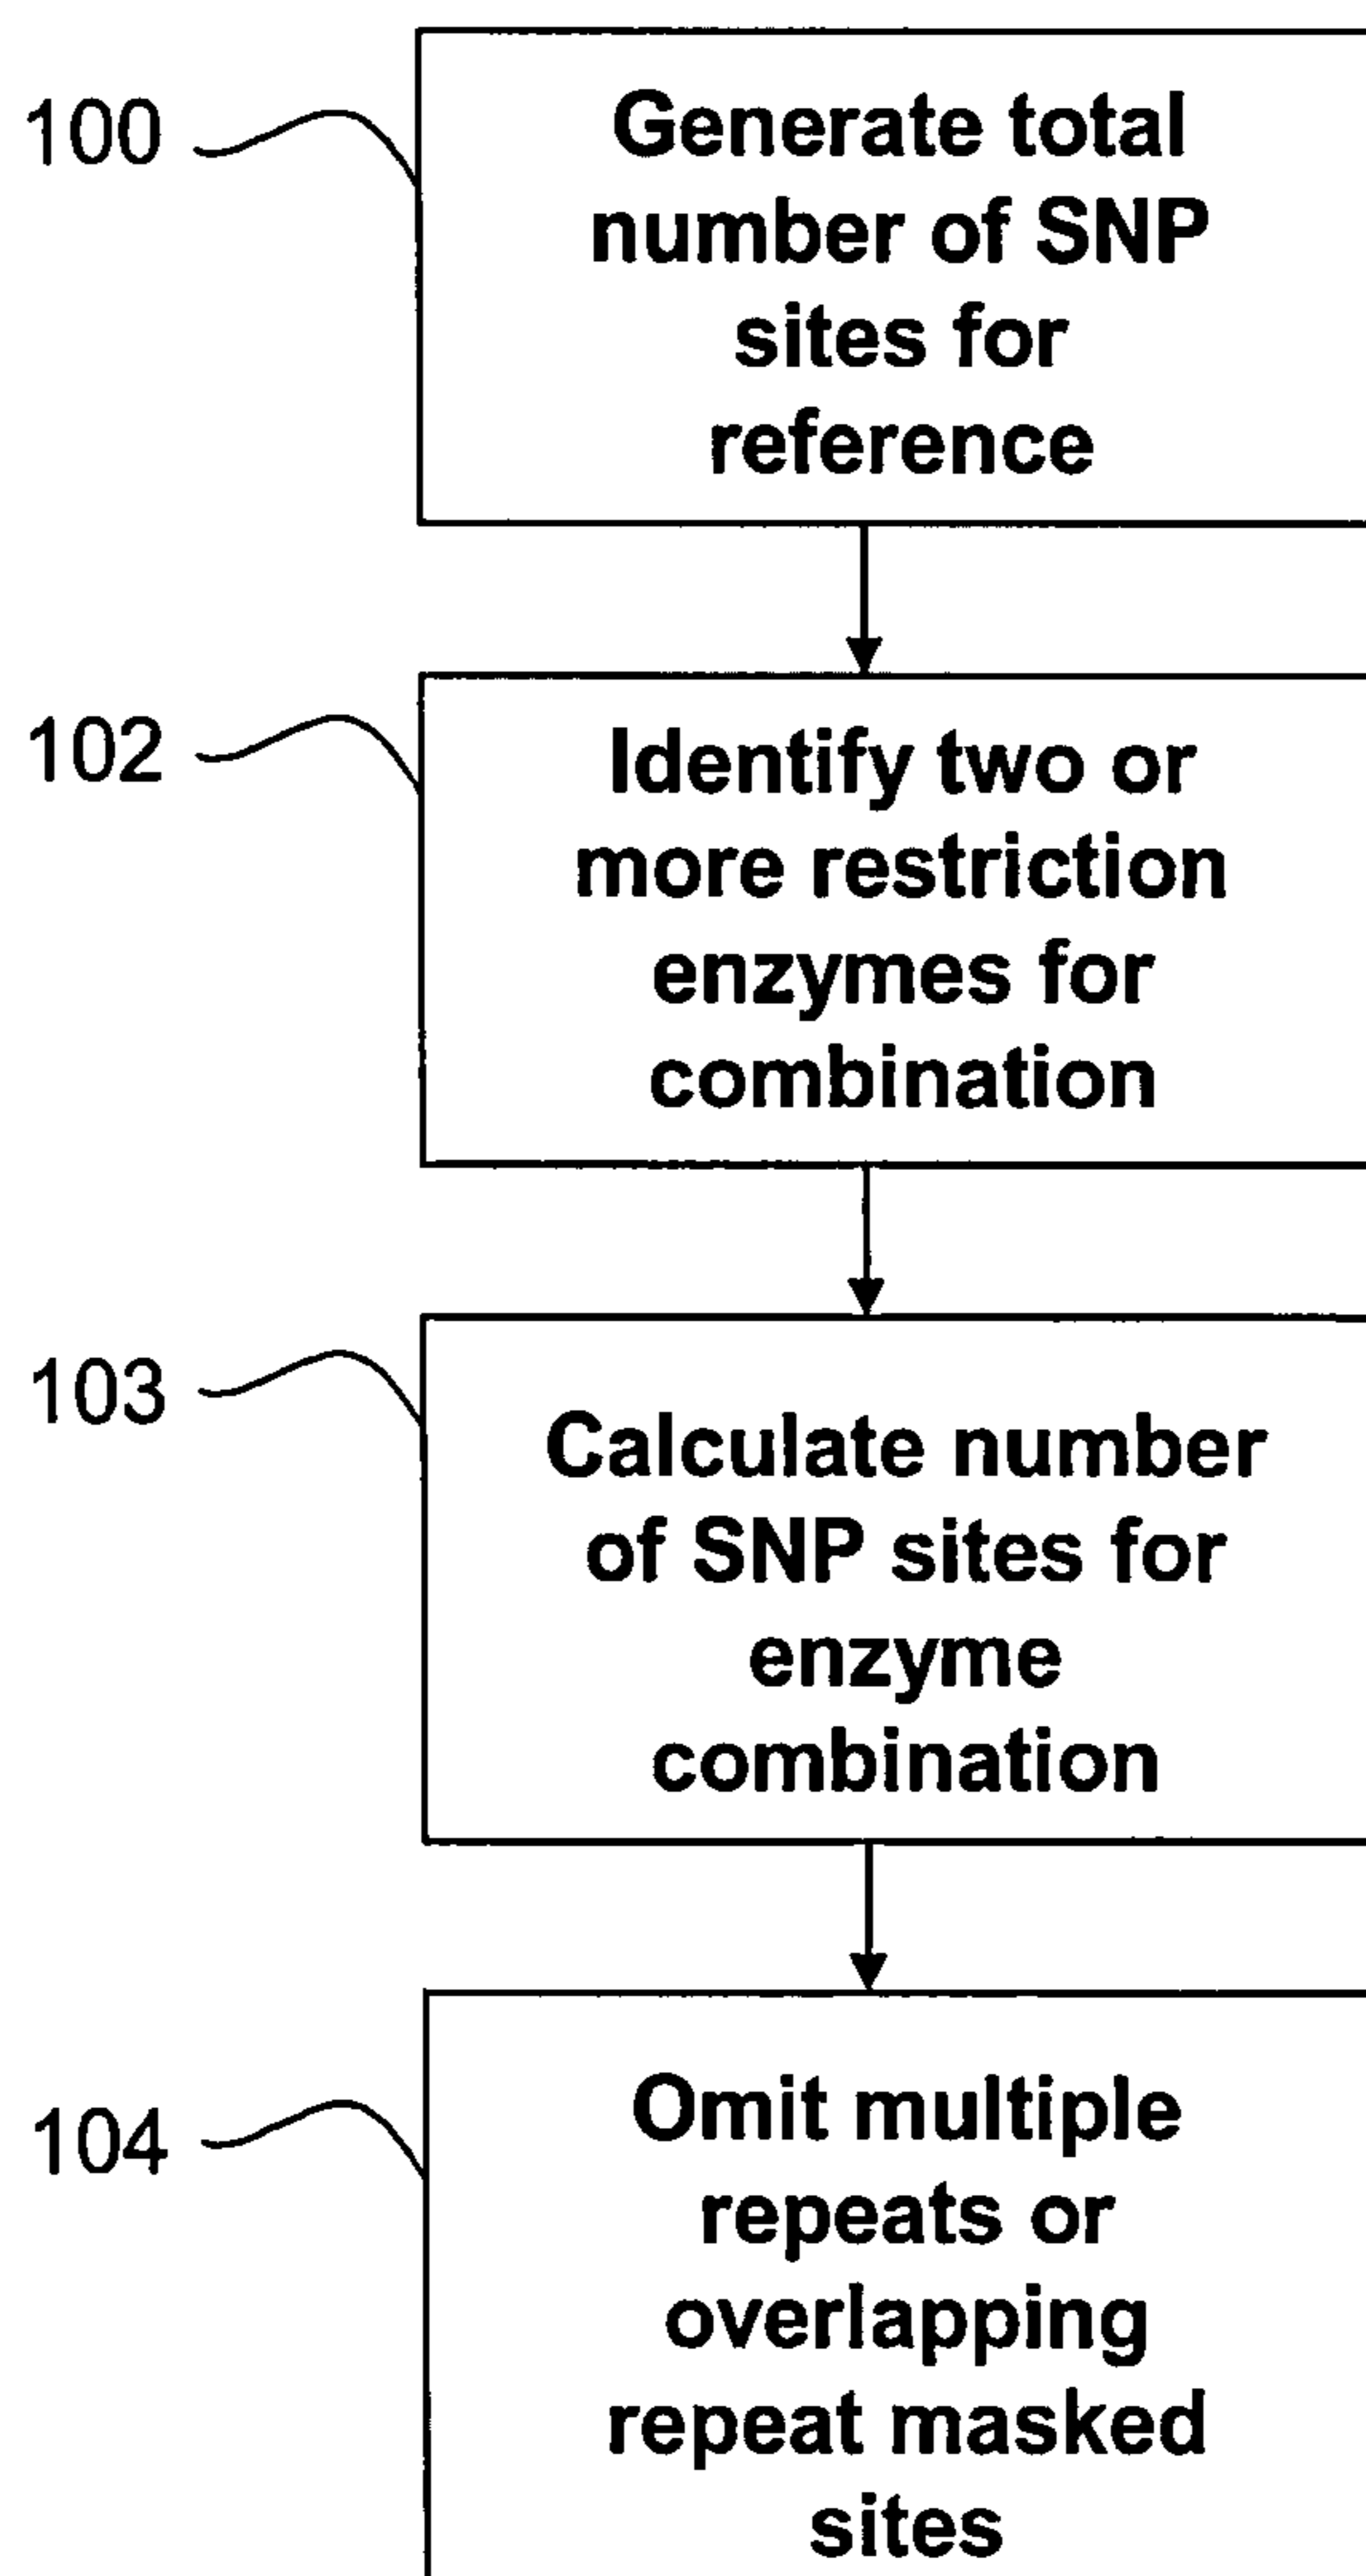 100
Generate total
number of SNP
sites for
reference
102
Identify two or
more restriction
enzymes for
combination
103
Calculate number
of SNP sites for
enzyme
combination
104
Omit multiple
repeats or
overlapping
repeat masked
sites